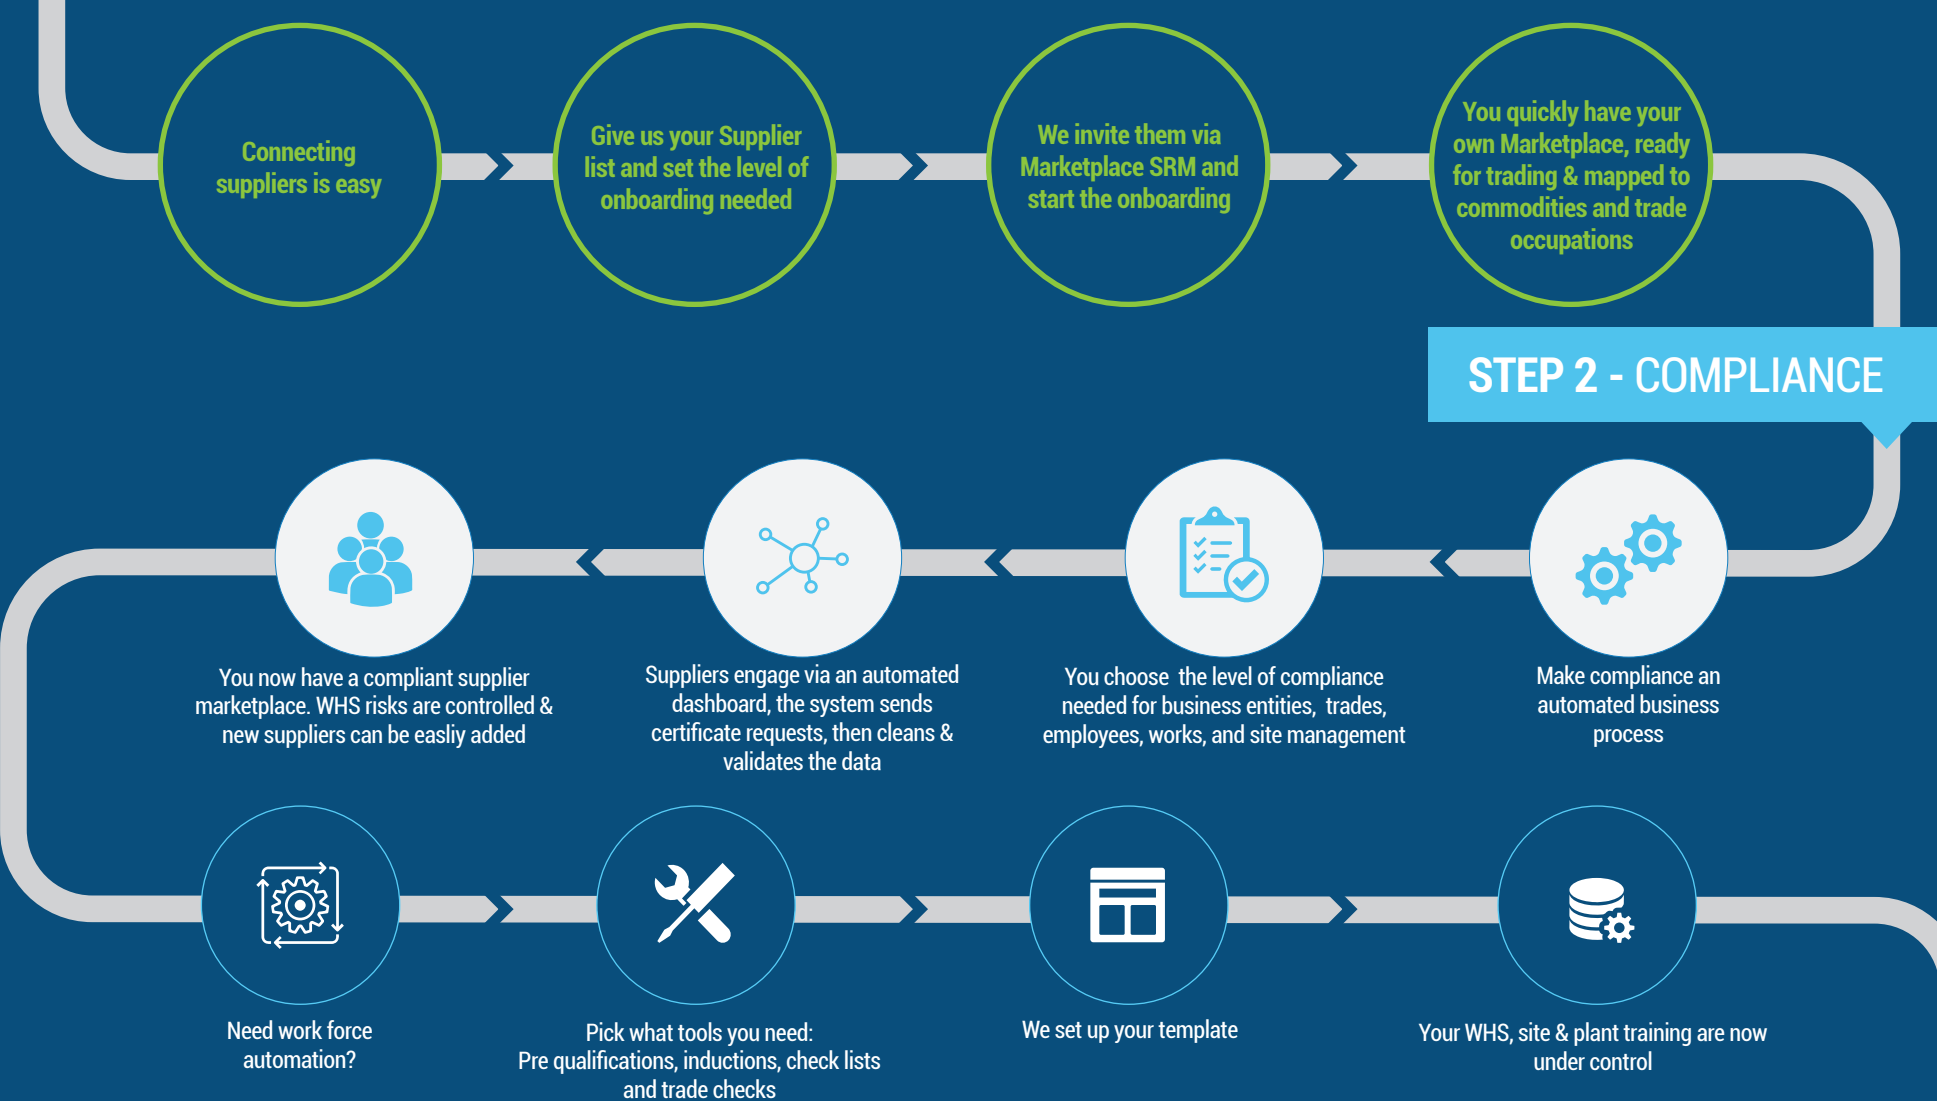 Connecting
suppliers is easy
Give us your Supplier
list and set the level of
onboarding needed
We invite them via
Marketplace SRM and
start the onboarding
You quickly have your
own Marketplace, ready
for trading & mapped to
commodities and trade
occupations
STEP 2 - COMPLIANCE
Make compliance an
automated business
process
You choose the level of compliance
needed for business entities, trades,
employees, works, and site management
Suppliers engage via an automated
dashboard, the system sends
certificate requests, then cleans &
validates the data
You now have a compliant supplier
marketplace. WHS risks are controlled &
new suppliers can be easliy added
Need work force
automation?
Pick what tools you need:
Pre qualifications, inductions, check lists
and trade checks
We set up your template
Your WHS, site & plant training are now
under control